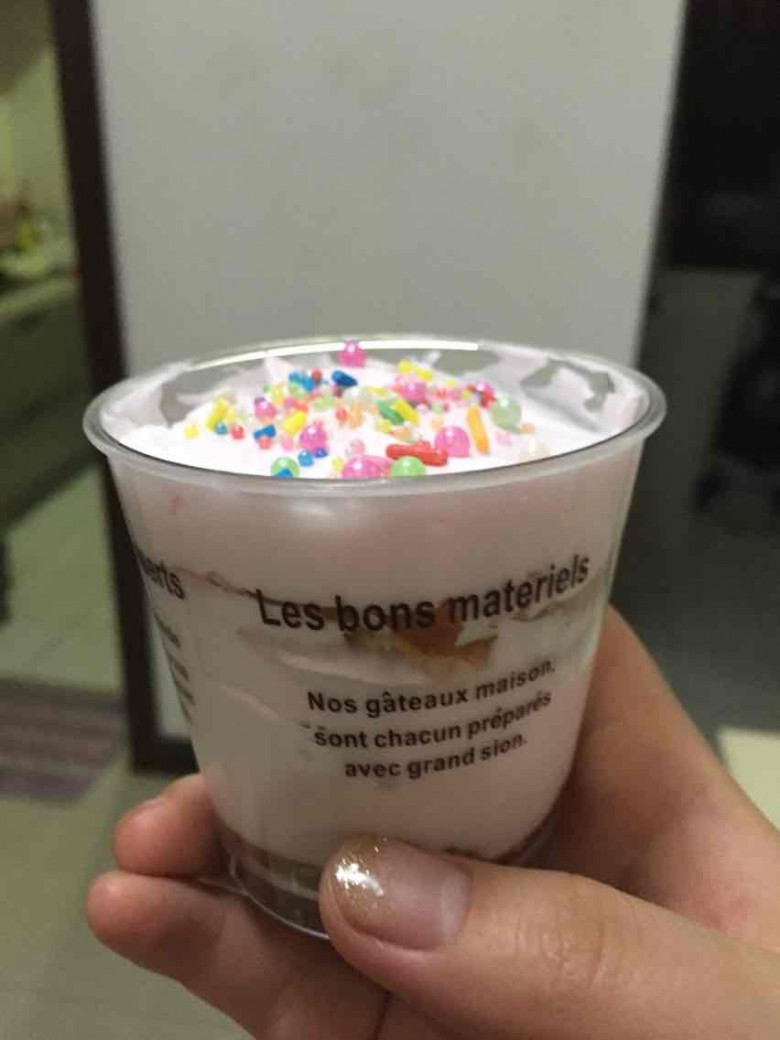 Les bons materiels
Nos gâteaux maison,
sont chacun préparés
avec grand sion.